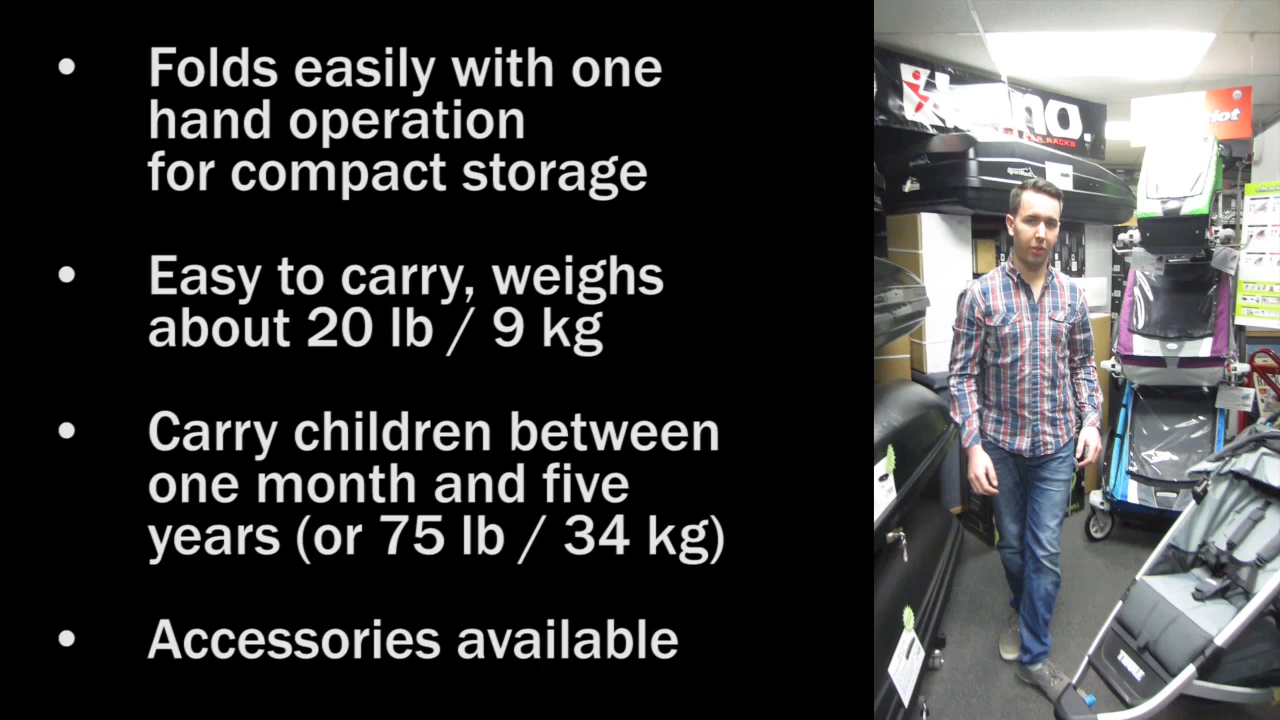 • Folds easily with one
hand operation
for compact storage
• Easy to carry, weighs
about 20 lb / 9 kg
• Carry children between
one month and five
years (or 75 lb / 34 kg)
• Accessories available
THULE